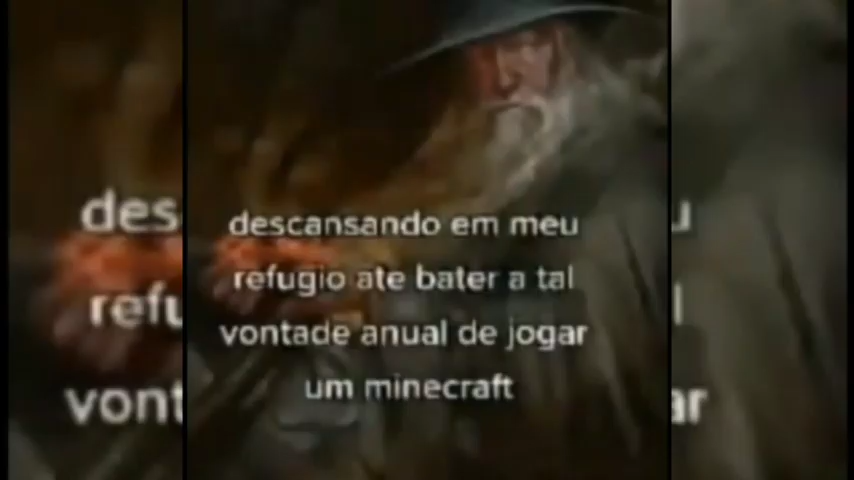 descansando em meu
refugio ate bater a tal
vontade anual de jogar
um minecraft